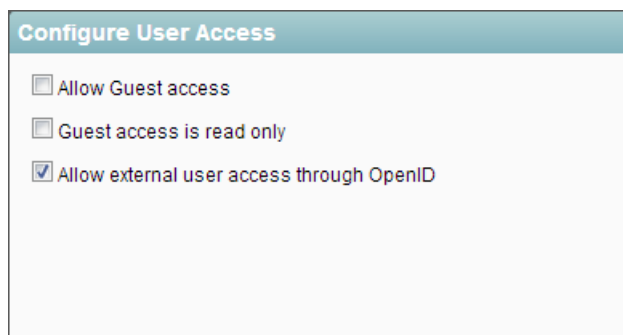 Configure User Access
Allow Guest access
Guest access is read only
Allow external user access through OpenID